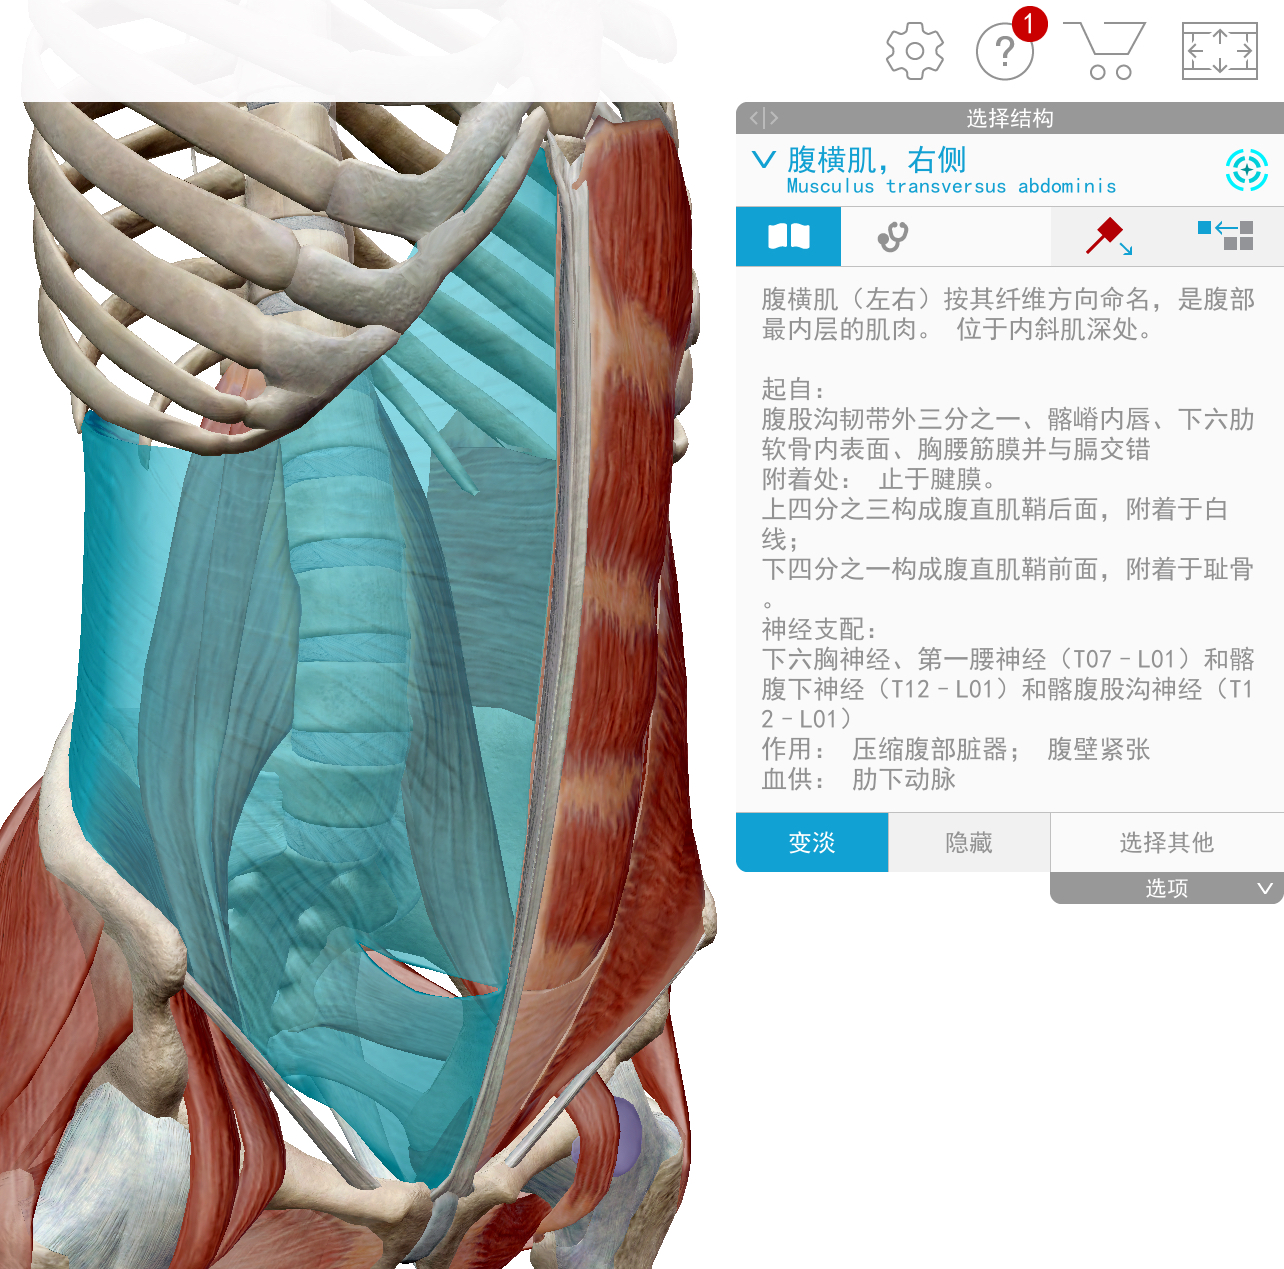 1
?
选择结构
腹横肌，右侧
Musculus transversus abdominis
腹横肌（左右）按其纤维方向命名，是腹部
最内层的肌肉。 位于内斜肌深处。
起自：
腹股沟韧带外三分之一、髂嵴内唇、下六肋
软骨内表面、胸腰筋膜并与膈交错
附着处： 止于腱膜。
上四分之三构成腹直肌鞘后面，附着于白
线；
下四分之一构成腹直肌鞘前面，附着于耻骨
。
神经支配：
下六胸神经、第一腰神经（T07－L01）和髂
腹下神经（T12－L01）和髂腹股沟神经（T1
2－L01）
作用： 压缩腹部脏器； 腹壁紧张
血供： 肋下动脉
变淡
隐藏
选择其他
选项